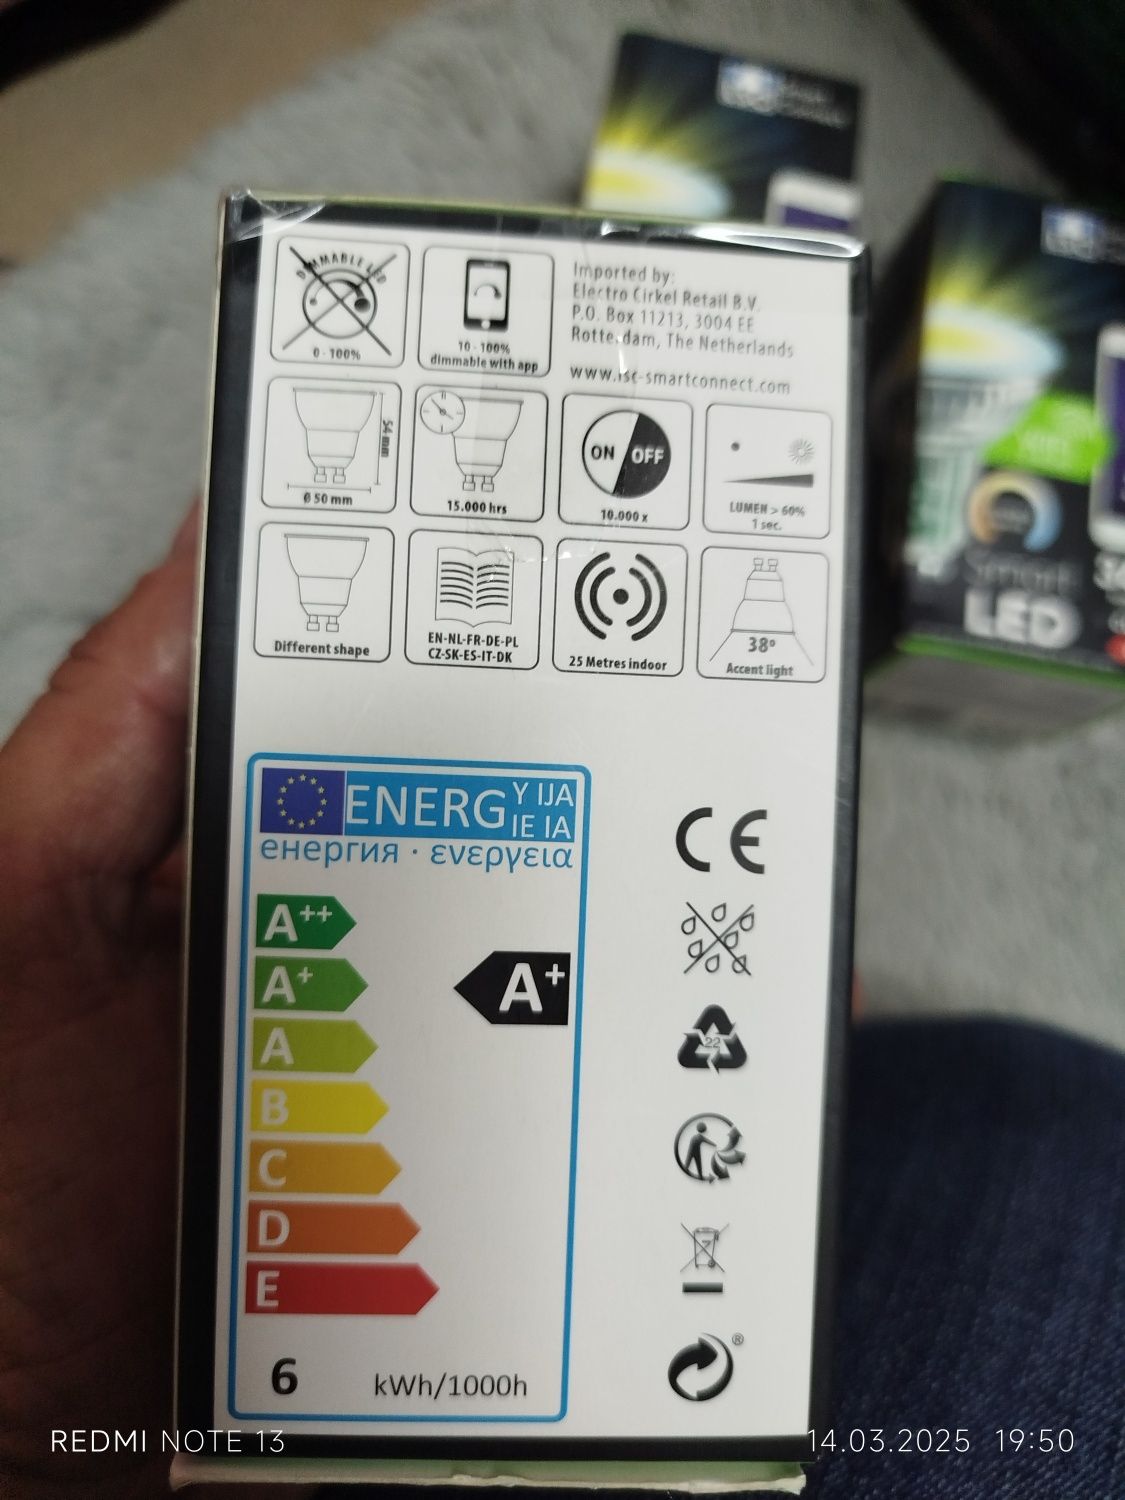 DIMMABLE LED
0 - 100%
10 - 100%
dimmable with app
Imported by:
Electro Cirkel Retail B.V.
P.O. Box 11213, 3004 EE
Rotterdam, The Netherlands
www.lsc-smartconnect.com
54 mm
Ø 50 mm
15.000 hrs
ON OFF
10.000 x
LUMEN > 60%
1 sec.
Different shape
EN-NL-FR-DE-PL
CZ-SK-ES-IT-DK
25 Metres indoor
38°
Accent light
ENERG Y IJA
IE IA
енергия · ενεργεια
A++
A+
A+
A
B
C
D
E
6 kWh/1000h
CE
22
®
Smart
LED
REDMI NOTE 13
14.03.2025 19:50